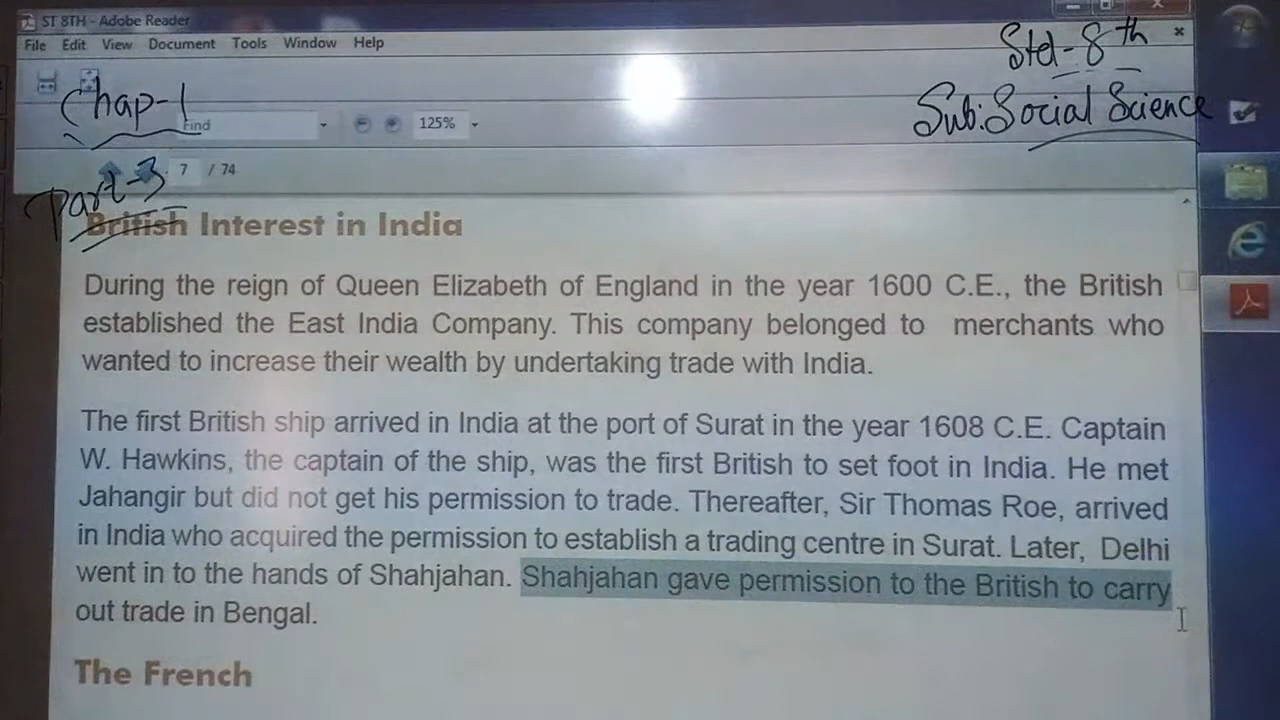 ST 8TH - Adobe Reader
File Edit View Document Tools Window Help
Std-8th
Sub:Social Science
Chap-1
Find
125%
Part-3
7 / 74
British Interest in India
During the reign of Queen Elizabeth of England in the year 1600 C.E., the British
established the East India Company. This company belonged to merchants who
wanted to increase their wealth by undertaking trade with India.
The first British ship arrived in India at the port of Surat in the year 1608 C.E. Captain
W. Hawkins, the captain of the ship, was the first British to set foot in India. He met
Jahangir but did not get his permission to trade. Thereafter, Sir Thomas Roe, arrived
in India who acquired the permission to establish a trading centre in Surat. Later, Delhi
went in to the hands of Shahjahan. Shahjahan gave permission to the British to carry
out trade in Bengal.
The French